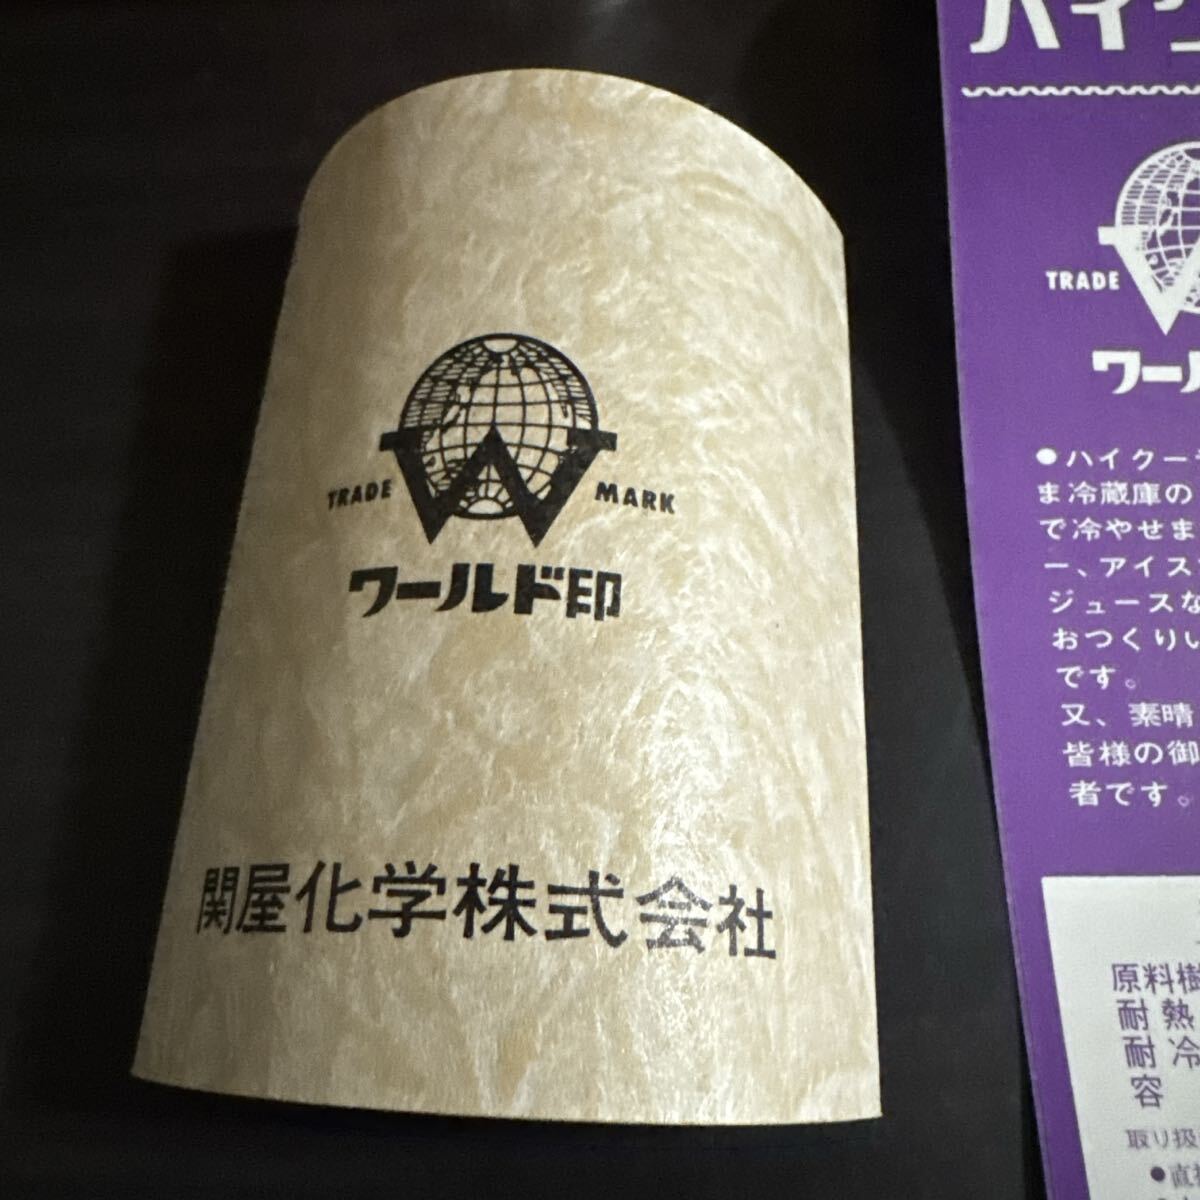 TRADE W MARK
ワールド印
関屋化学株式会社
ハイク
TRADE
ワール
●ハイクー
ま冷蔵庫の
で冷やせま
ー、アイス
ジュースな
おつくりい
です。
又、素晴
皆様の御
者です。
原料樹
耐熱
耐冷
容
取り扱
●直